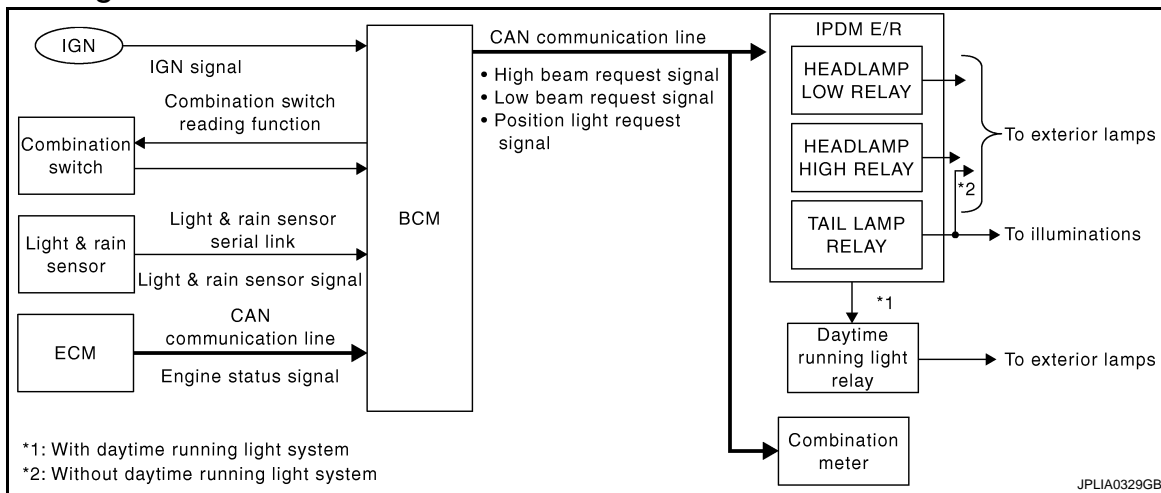 IGN
IGN signal
Combination switch
reading function
Combination
switch
Light & rain sensor
serial link
Light & rain
sensor
Light & rain sensor signal
CAN
communication line
ECM
Engine status signal
BCM
CAN communication line
• High beam request signal
• Low beam request signal
• Position light request
signal
IPDM E/R
HEADLAMP
LOW RELAY
HEADLAMP
HIGH RELAY
*2
TAIL LAMP
RELAY
To exterior lamps
To illuminations
*1
Daytime
running light
relay
To exterior lamps
Combination
meter
*1: With daytime running light system
*2: Without daytime running light system
JPLIA0329GB